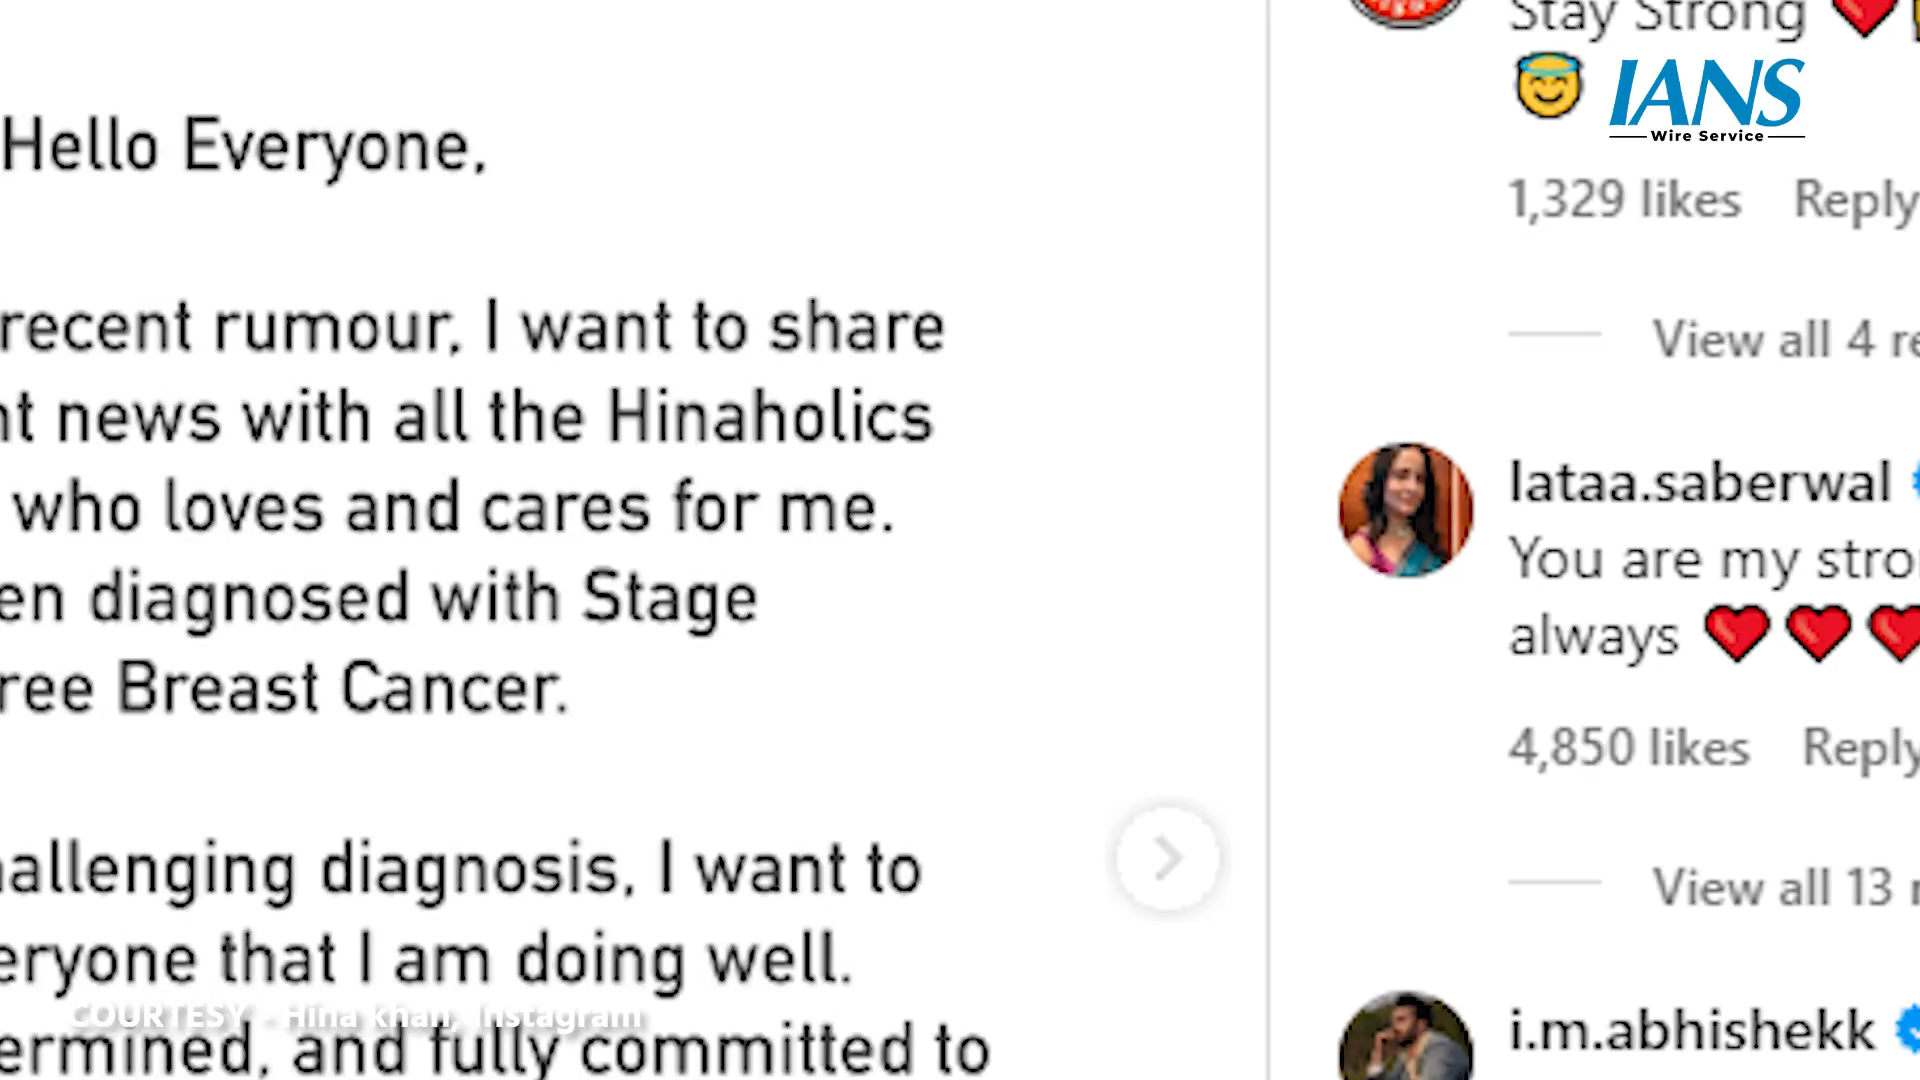 Hello Everyone,
recent rumour, I want to share
nt news with all the Hinaholics
who loves and cares for me.
en diagnosed with Stage
ree Breast Cancer.
allenging diagnosis, I want to
eryone that I am doing well.
ermined, and fully committed to
COURTESY - Hina khan, Instagram
Stay Strong
IANS
Wire Service
1,329 likes Reply
View all 4 re
lataa.saberwal
You are my stro
always
4,850 likes Reply
View all 13 r
i.m.abhishekk